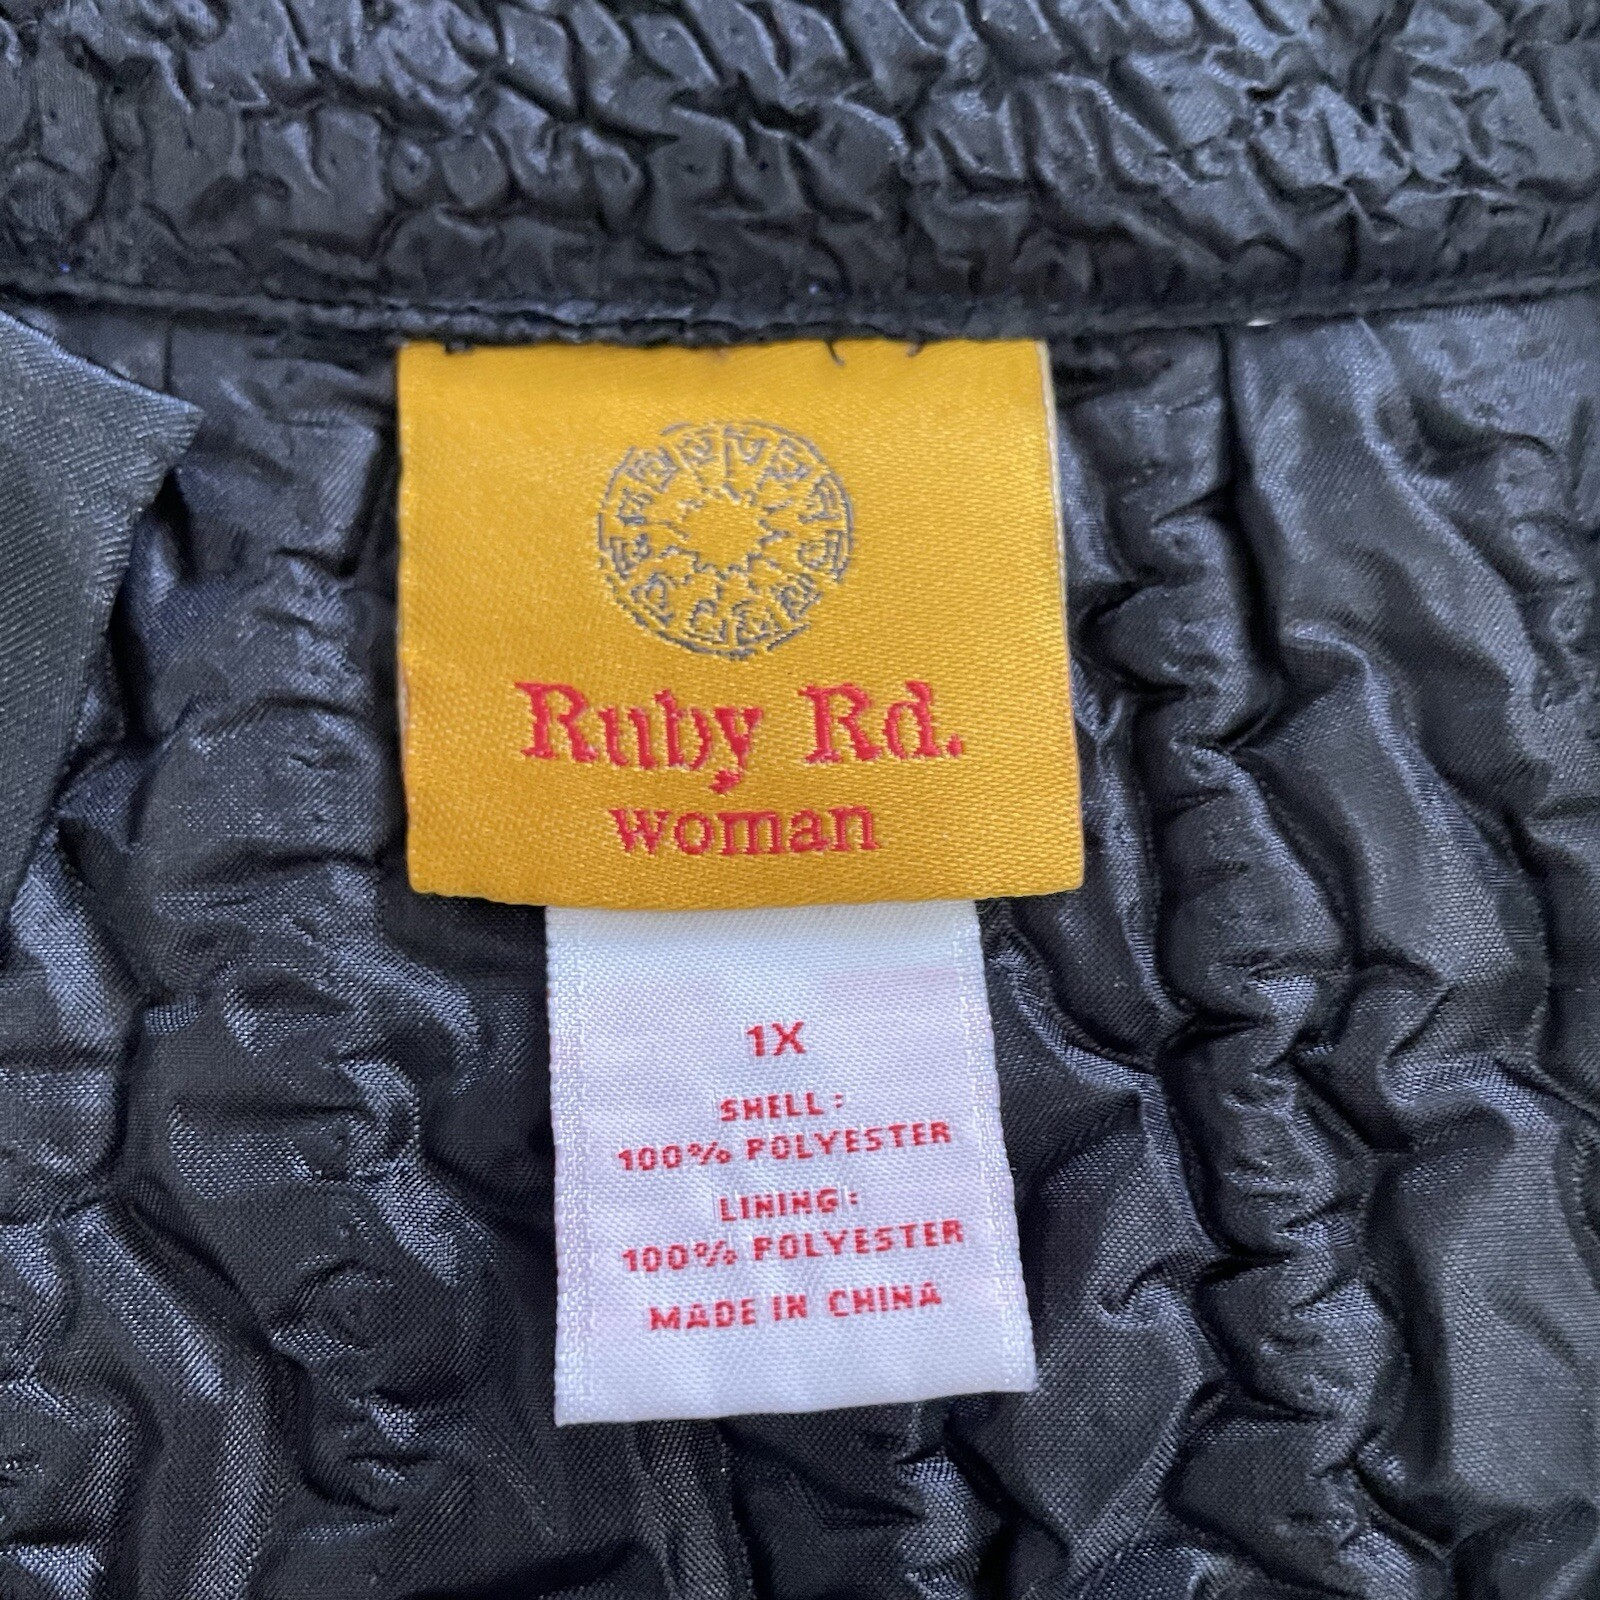 Ruby Rd.
woman
1X
SHELL:
100% POLYESTER
LINING:
100% POLYESTER
MADE IN CHINA